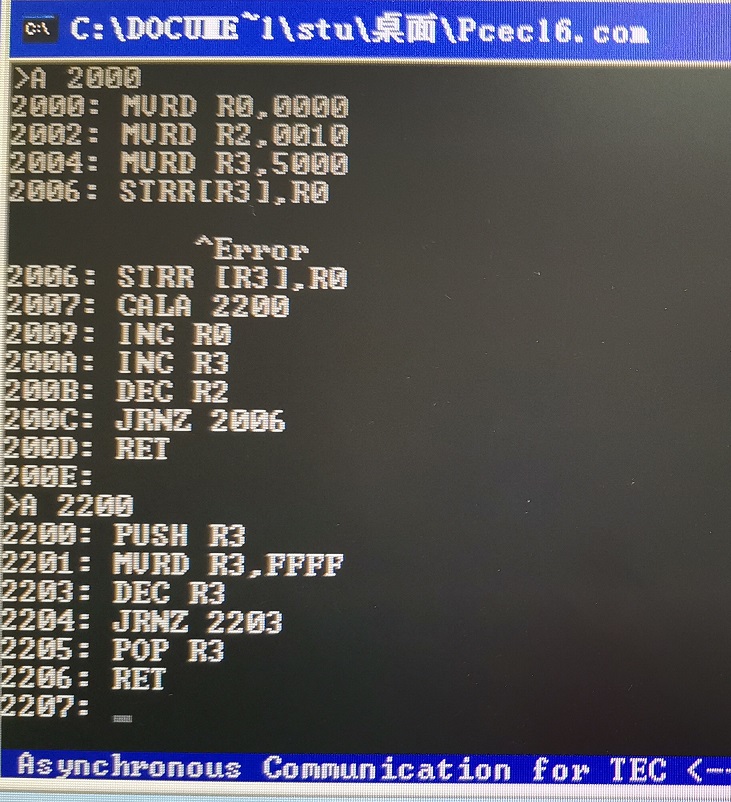 C:\DOCUME~1\stu\桌面\Pcec16.com
>A 2000
2000: MVRD R0,0000
2002: MVRD R2,0010
2004: MVRD R3,5000
2006: STRR[R3],R0
^Error
2006: STRR [R3],R0
2007: CALA 2200
2009: INC R0
200A: INC R3
200B: DEC R2
200C: JRNZ 2006
200D: RET
200E:
>A 2200
2200: PUSH R3
2201: MVRD R3,FFFF
2203: DEC R3
2204: JRNZ 2203
2205: POP R3
2206: RET
2207:
Asynchronous Communication for TEC <--